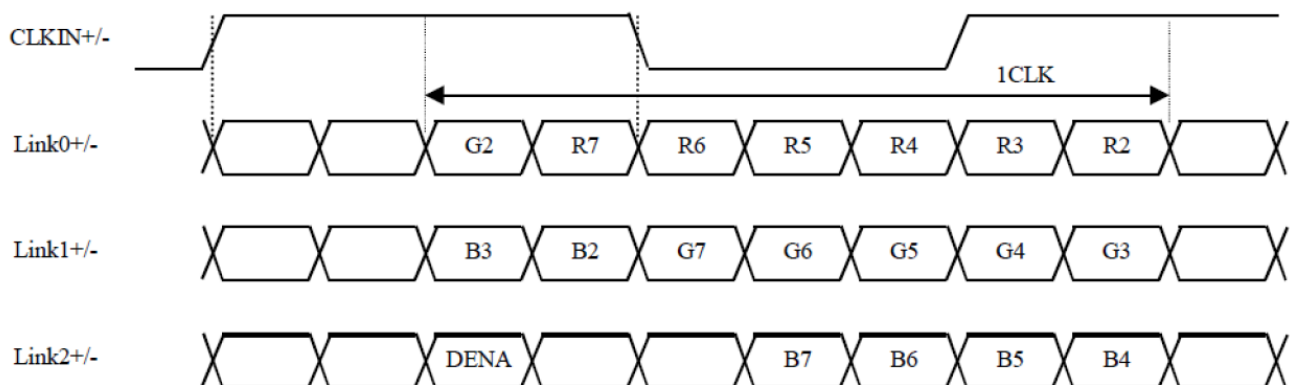 CLKIN+/-
1CLK
Link0+/- G2 R7 R6 R5 R4 R3 R2
Link1+/- B3 B2 G7 G6 G5 G4 G3
Link2+/- DENA B7 B6 B5 B4